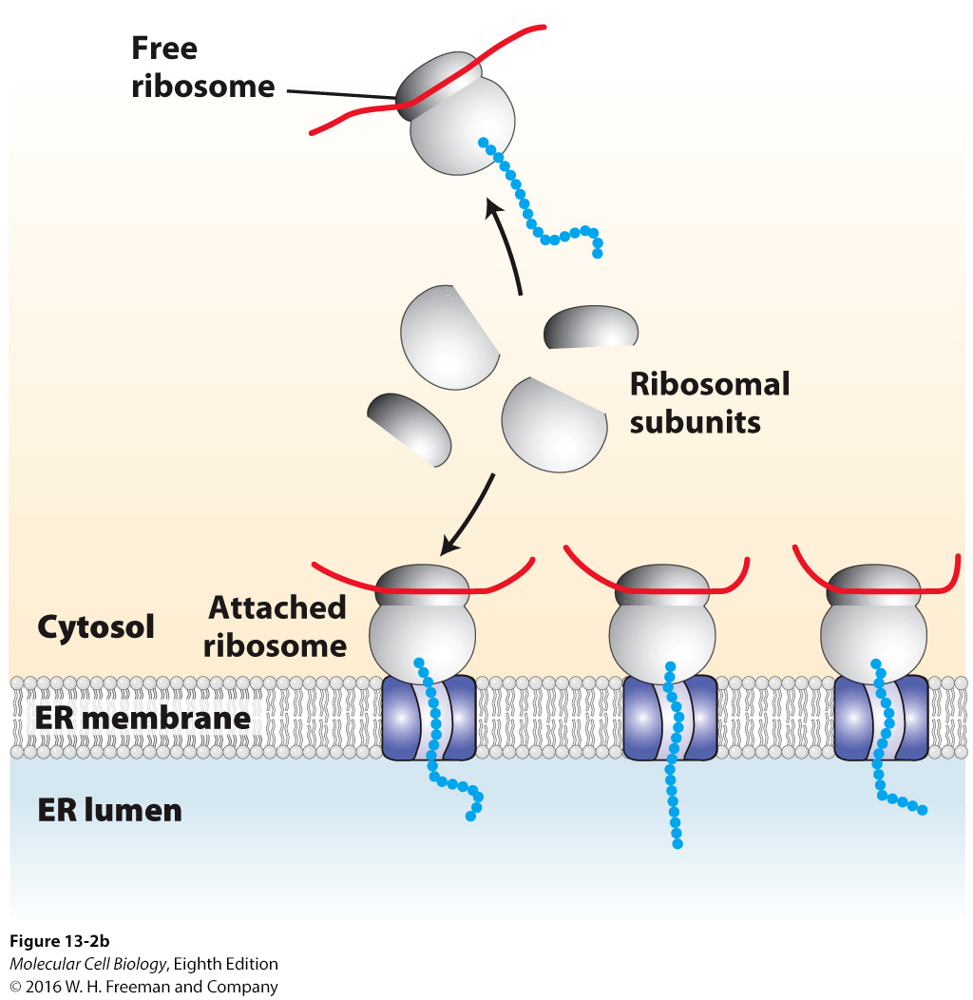 Free
ribosome
Ribosomal
subunits
Attached
ribosome
Cytosol
ER membrane
ER lumen
Figure 13-2b
Molecular Cell Biology, Eighth Edition
© 2016 W. H. Freeman and Company